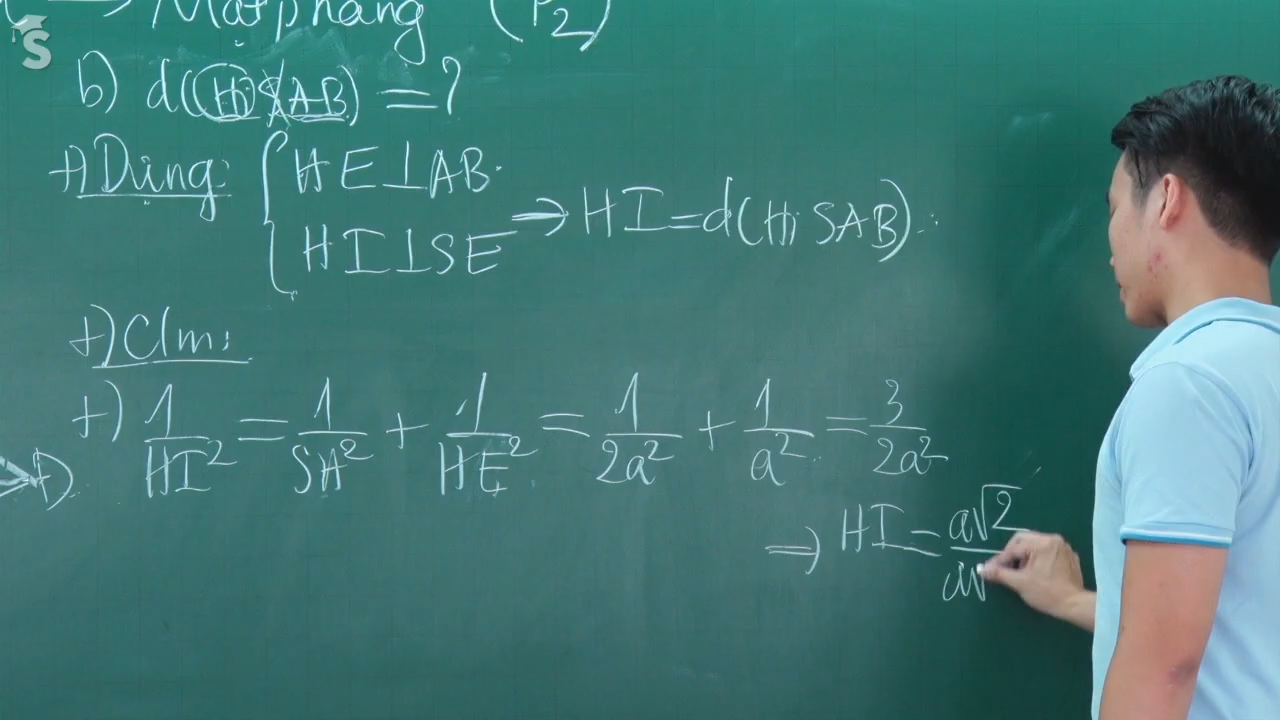 S
Mặt phẳng (P2)
b) d(H; SAB) = ?
+) Dựng: { HE ⊥ AB.
HI ⊥ SE ⇒ HI = d(H; SAB).
+) C/m:
+) 1/HI² = 1/SH² + 1/HE² = 1/2a² + 1/a² = 3/2a²
⇒ HI = a√2